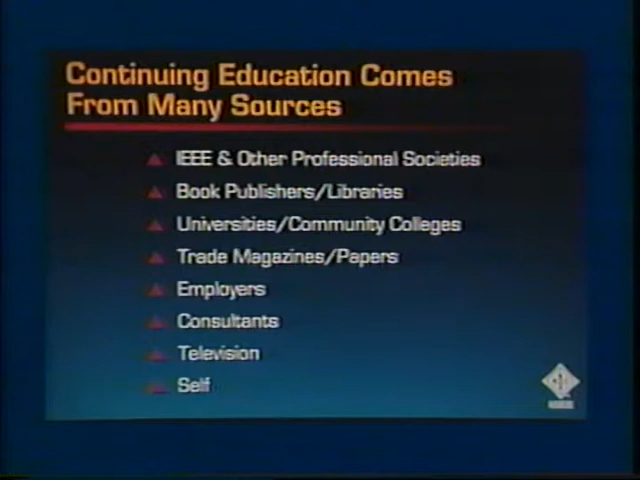 Continuing Education Comes
From Many Sources
IEEE & Other Professional Societies
Book Publishers/Libraries
Universities/Community Colleges
Trade Magazines/Papers
Employers
Consultants
Television
Self